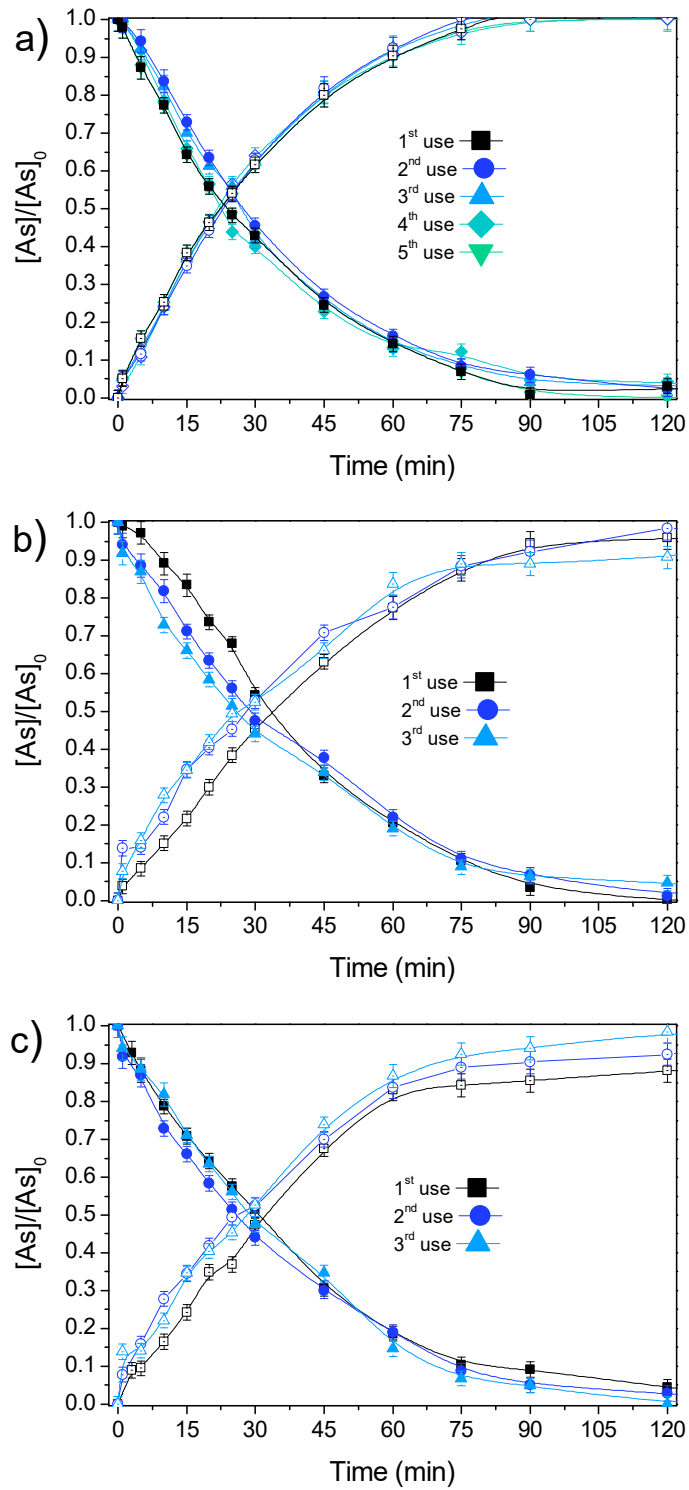 a)
[As]/[As]₀
1.0
0.9
0.8
0.7
0.6
0.5
0.4
0.3
0.2
0.1
0.0
1ˢᵗ use
2ⁿᵈ use
3ʳᵈ use
4ᵗʰ use
5ᵗʰ use
0 15 30 45 60 75 90 105 120
Time (min)
b)
[As]/[As]₀
1.0
0.9
0.8
0.7
0.6
0.5
0.4
0.3
0.2
0.1
0.0
1ˢᵗ use
2ⁿᵈ use
3ʳᵈ use
0 15 30 45 60 75 90 105 120
Time (min)
c)
[As]/[As]₀
1.0
0.9
0.8
0.7
0.6
0.5
0.4
0.3
0.2
0.1
0.0
1ˢᵗ use
2ⁿᵈ use
3ʳᵈ use
0 15 30 45 60 75 90 105 120
Time (min)